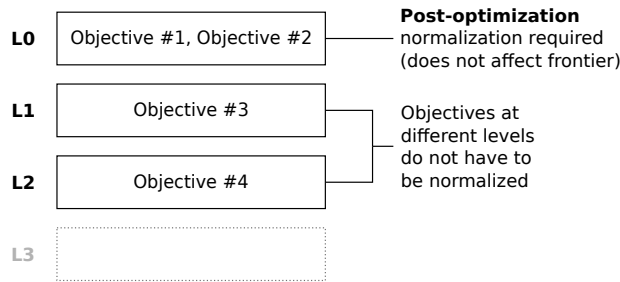 L0
Objective #1, Objective #2
Post-optimization
normalization required
(does not affect frontier)
L1
Objective #3
Objectives at
different levels
do not have to
be normalized
L2
Objective #4
L3